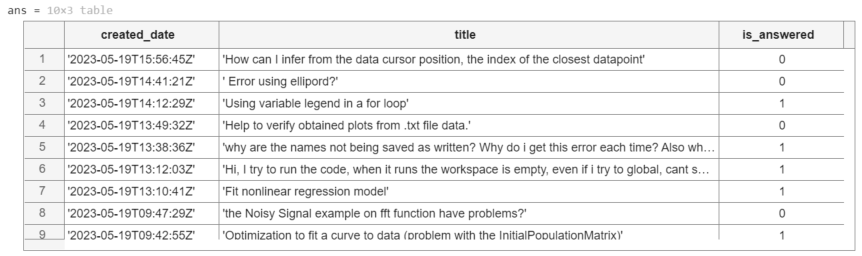 ans = 10×3 table
created_date title is_answered
1 '2023-05-19T15:56:45Z' 'How can I infer from the data cursor position, the index of the closest datapoint' 0
2 '2023-05-19T14:41:21Z' ' Error using ellipord?' 0
3 '2023-05-19T14:12:29Z' 'Using variable legend in a for loop' 1
4 '2023-05-19T13:49:32Z' 'Help to verify obtained plots from .txt file data.' 0
5 '2023-05-19T13:38:36Z' 'why are the names not being saved as written? Why do i get this error each time? Also wh... 1
6 '2023-05-19T13:12:03Z' 'Hi, I try to run the code, when it runs the workspace is empty, even if i try to global, cant s... 1
7 '2023-05-19T13:10:41Z' 'Fit nonlinear regression model' 1
8 '2023-05-19T09:47:29Z' 'the Noisy Signal example on fft function have problems?' 0
9 '2023-05-19T09:42:55Z' 'Optimization to fit a curve to data (problem with the InitialPopulationMatrix)' 1